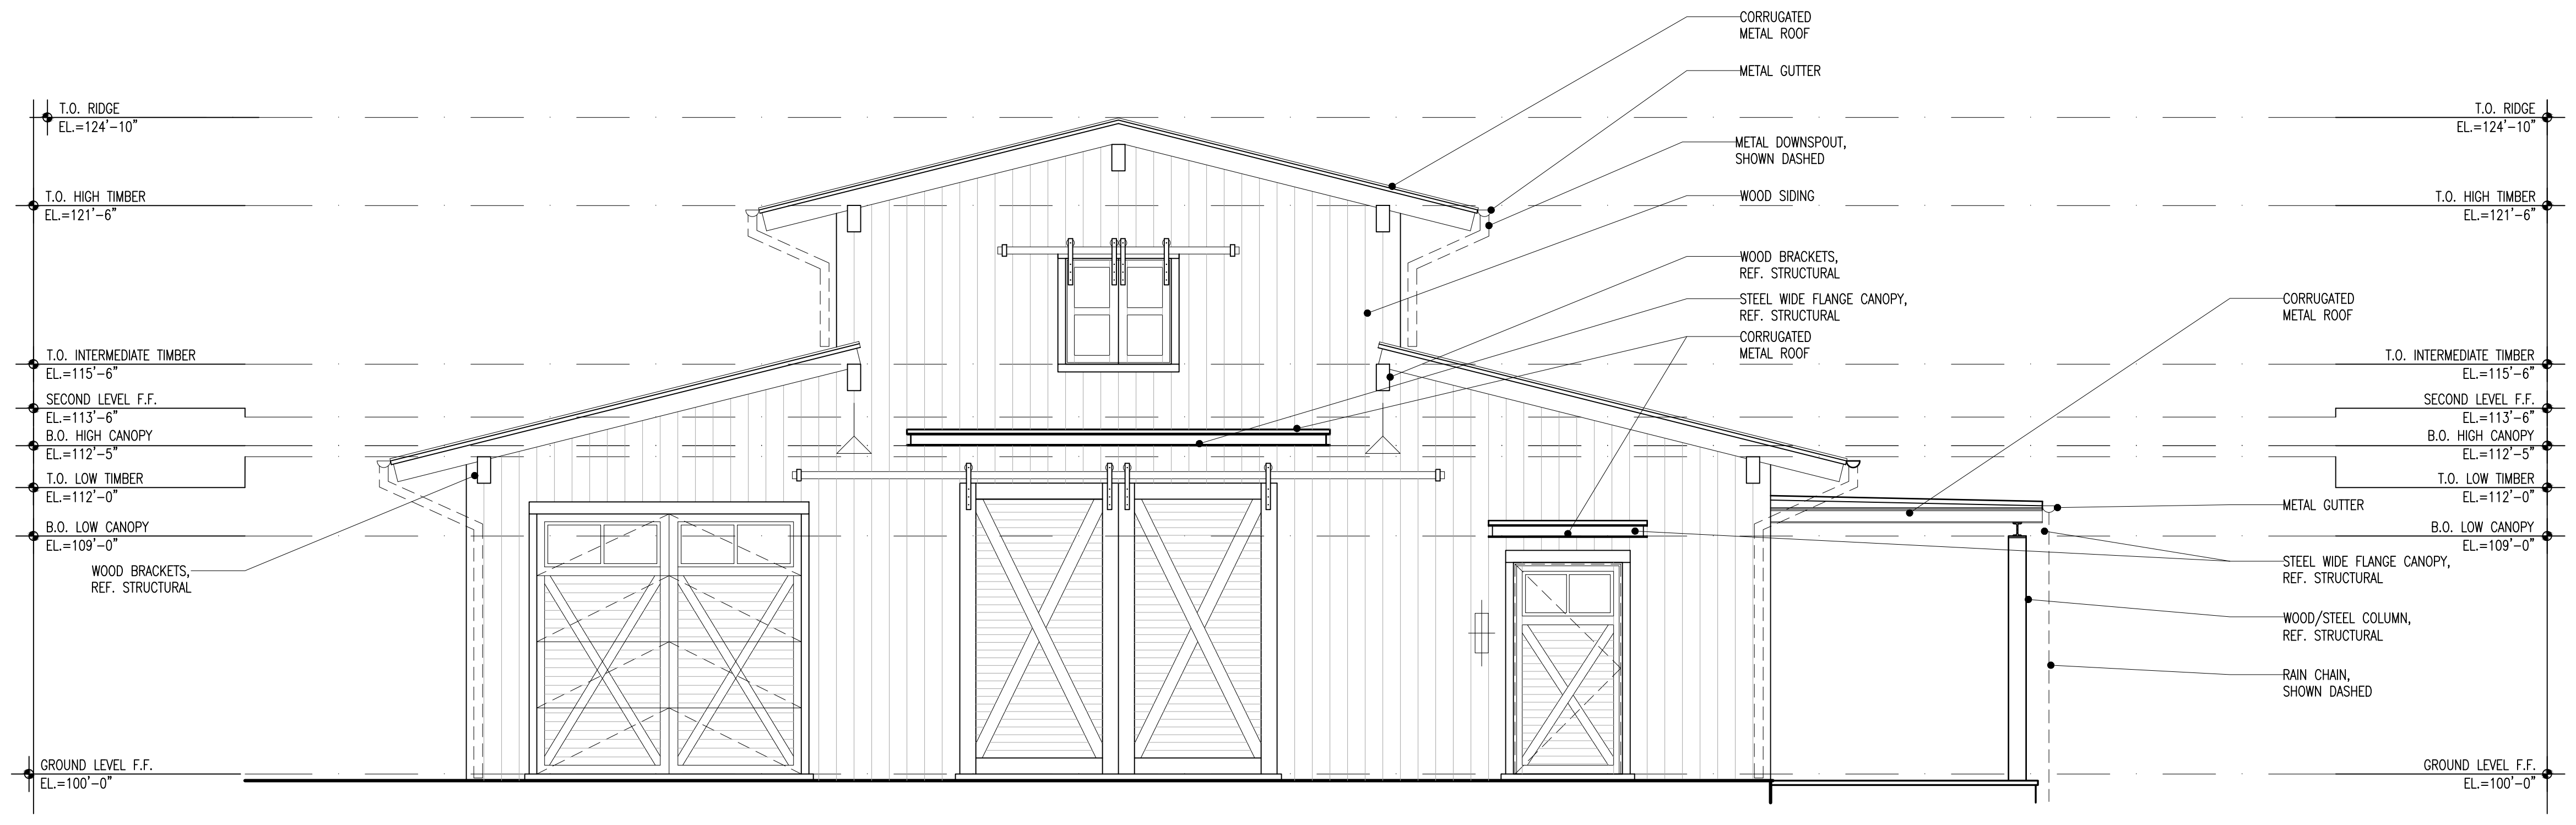 T.O. RIDGE
EL.=124'-10"
T.O. HIGH TIMBER
EL.=121'-6"
T.O. INTERMEDIATE TIMBER
EL.=115'-6"
SECOND LEVEL F.F.
EL.=113'-6"
B.O. HIGH CANOPY
EL.=112'-5"
T.O. LOW TIMBER
EL.=112'-0"
B.O. LOW CANOPY
EL.=109'-0"
WOOD BRACKETS,
REF. STRUCTURAL
GROUND LEVEL F.F.
EL.=100'-0"
CORRUGATED
METAL ROOF
METAL GUTTER
METAL DOWNSPOUT,
SHOWN DASHED
WOOD SIDING
WOOD BRACKETS,
REF. STRUCTURAL
STEEL WIDE FLANGE CANOPY,
REF. STRUCTURAL
CORRUGATED
METAL ROOF
CORRUGATED
METAL ROOF
METAL GUTTER
STEEL WIDE FLANGE CANOPY,
REF. STRUCTURAL
WOOD/STEEL COLUMN,
REF. STRUCTURAL
RAIN CHAIN,
SHOWN DASHED
T.O. RIDGE
EL.=124'-10"
T.O. HIGH TIMBER
EL.=121'-6"
T.O. INTERMEDIATE TIMBER
EL.=115'-6"
SECOND LEVEL F.F.
EL.=113'-6"
B.O. HIGH CANOPY
EL.=112'-5"
T.O. LOW TIMBER
EL.=112'-0"
B.O. LOW CANOPY
EL.=109'-0"
GROUND LEVEL F.F.
EL.=100'-0"